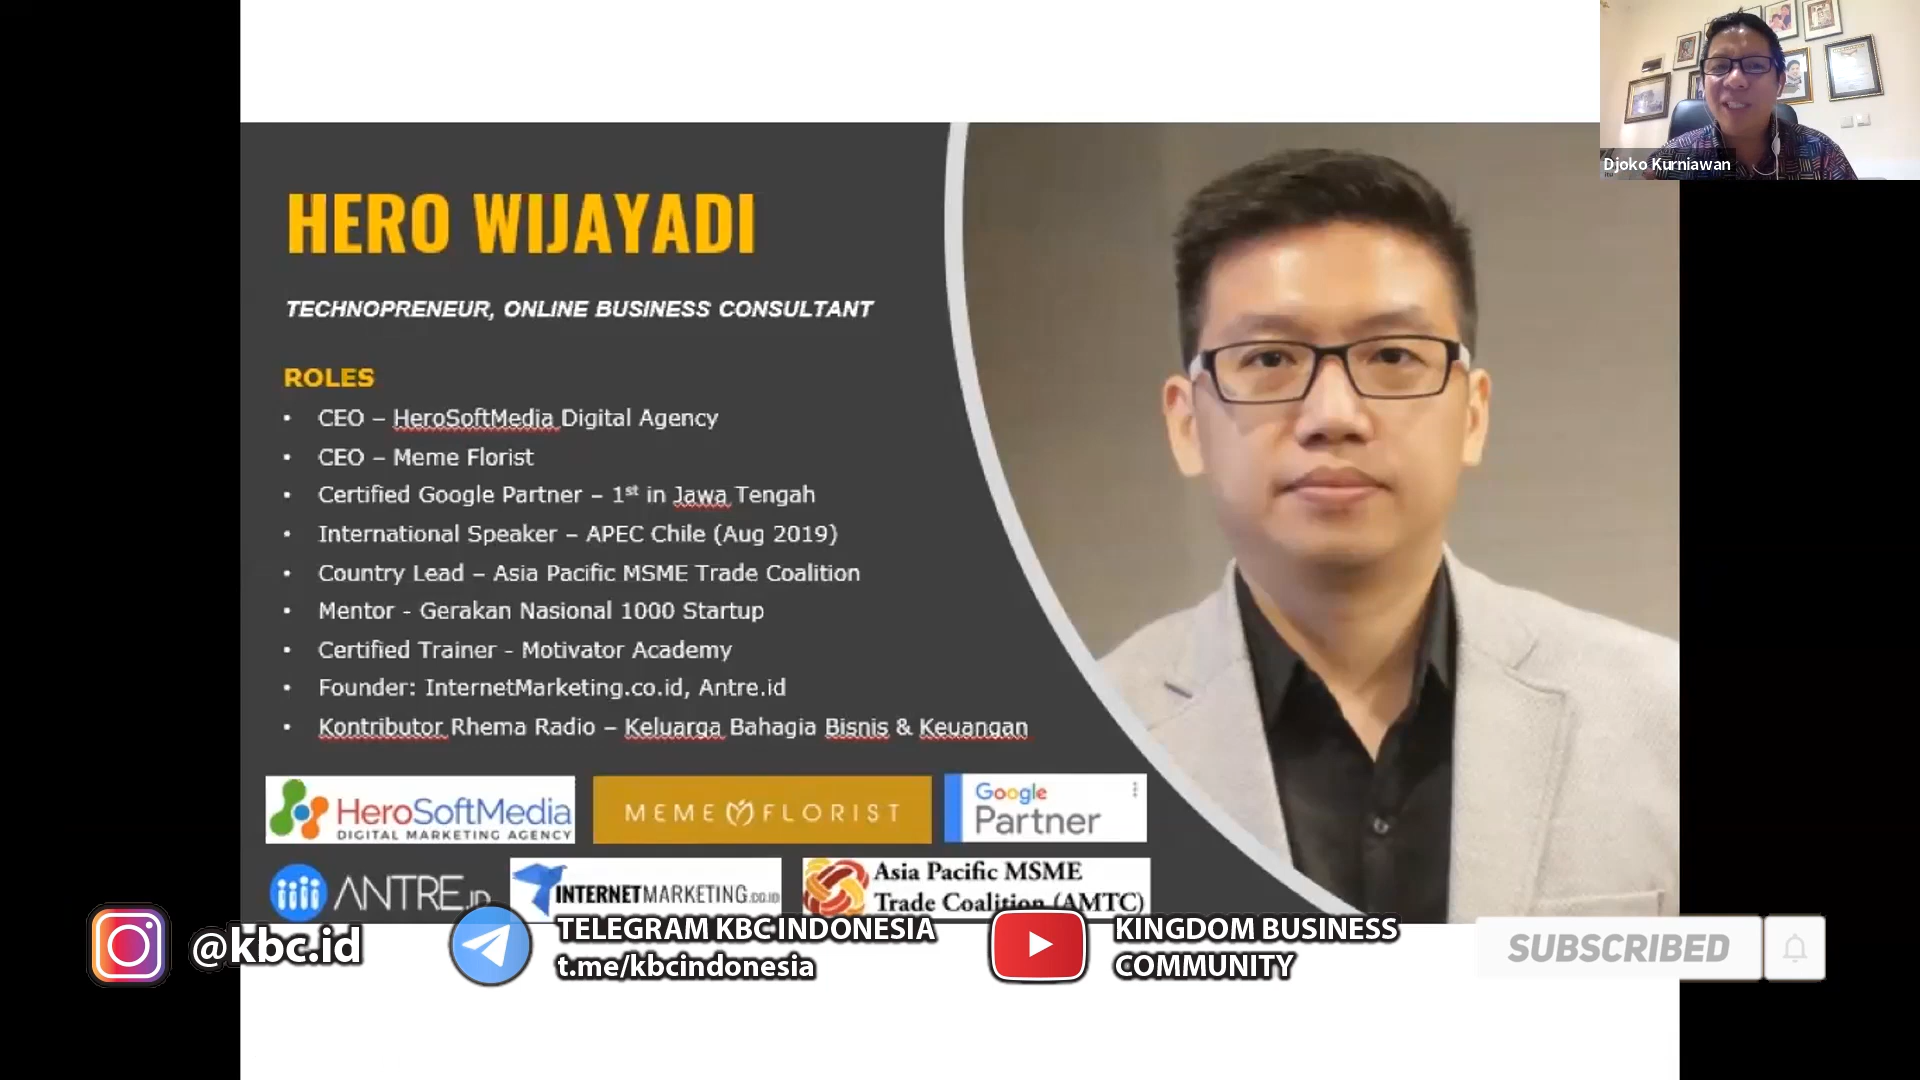 Djoko Kurniawan
HERO WIJAYADI
TECHNOPRENEUR, ONLINE BUSINESS CONSULTANT
ROLES
• CEO – HeroSoftMedia Digital Agency
• CEO – Meme Florist
• Certified Google Partner – 1st in Jawa Tengah
• International Speaker – APEC Chile (Aug 2019)
• Country Lead – Asia Pacific MSME Trade Coalition
• Mentor - Gerakan Nasional 1000 Startup
• Certified Trainer - Motivator Academy
• Founder: InternetMarketing.co.id, Antre.id
• Kontributor Rhema Radio – Keluarga Bahagia Bisnis & Keuangan
HeroSoftMedia
DIGITAL MARKETING AGENCY
MEME FLORIST
Google
Partner
ANTRE.ID
INTERNETMARKETING.CO.ID
Asia Pacific MSME
Trade Coalition (AMTC)
@kbc.id
TELEGRAM KBC INDONESIA
t.me/kbcindonesia
KINGDOM BUSINESS
COMMUNITY
SUBSCRIBED